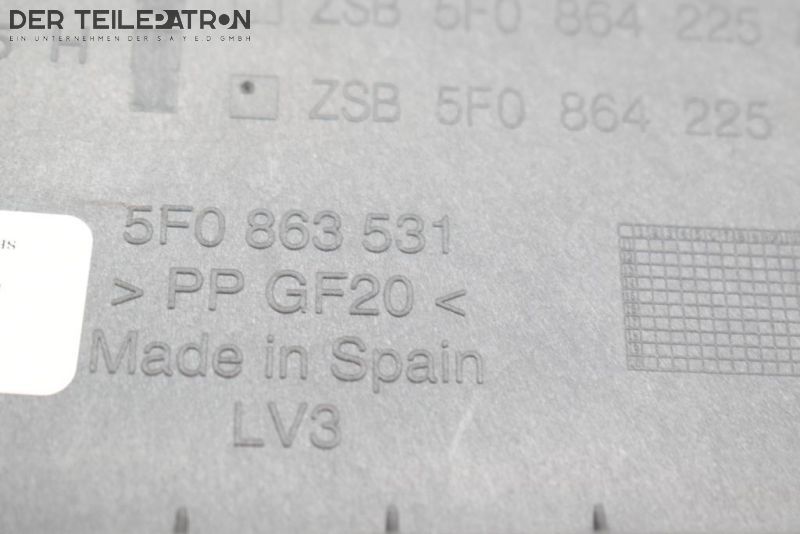 DER TEILEPATRON
EIN UNTERNEHMEN DER S A Y E D GMBH
ZSB 5F0 864 225
H
ZSB 5F0 864 225
5F0 863 531
> PP GF20 <
Made in Spain
LV3